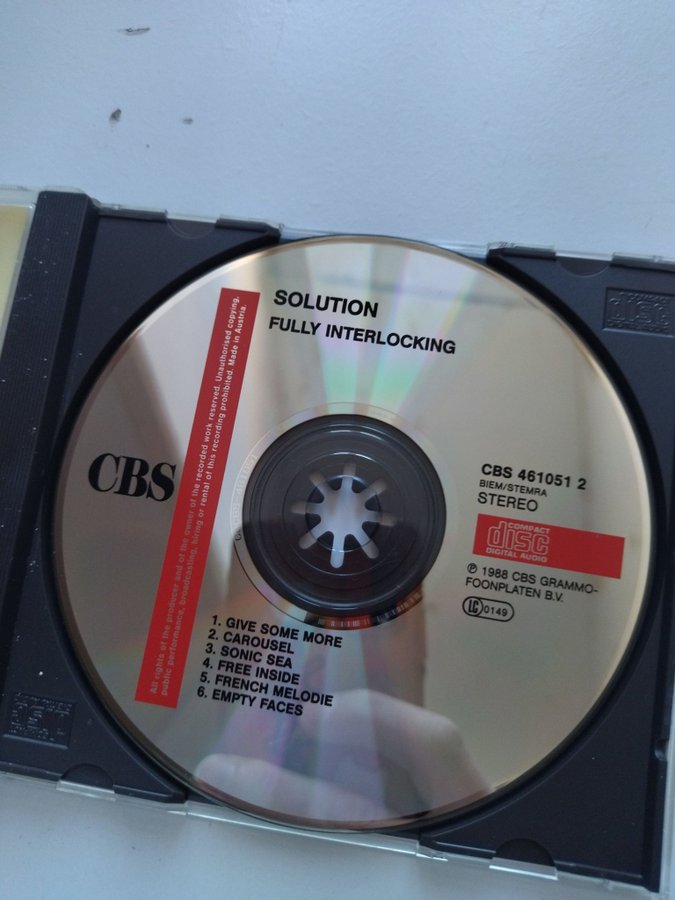 SOLUTION
FULLY INTERLOCKING
All rights of the producer and of the owner of the recorded work reserved. Unauthorised copying,
public performance, broadcasting, hiring or rental of this recording prohibited. Made in Austria.
CBS
CBS 461051 2
BIEM/STEMRA
STEREO
COMPACT
disc
DIGITAL AUDIO
℗ 1988 CBS GRAMMO-
FOONPLATEN B.V.
LC 0149
1. GIVE SOME MORE
2. CAROUSEL
3. SONIC SEA
4. FREE INSIDE
5. FRENCH MELODIE
6. EMPTY FACES